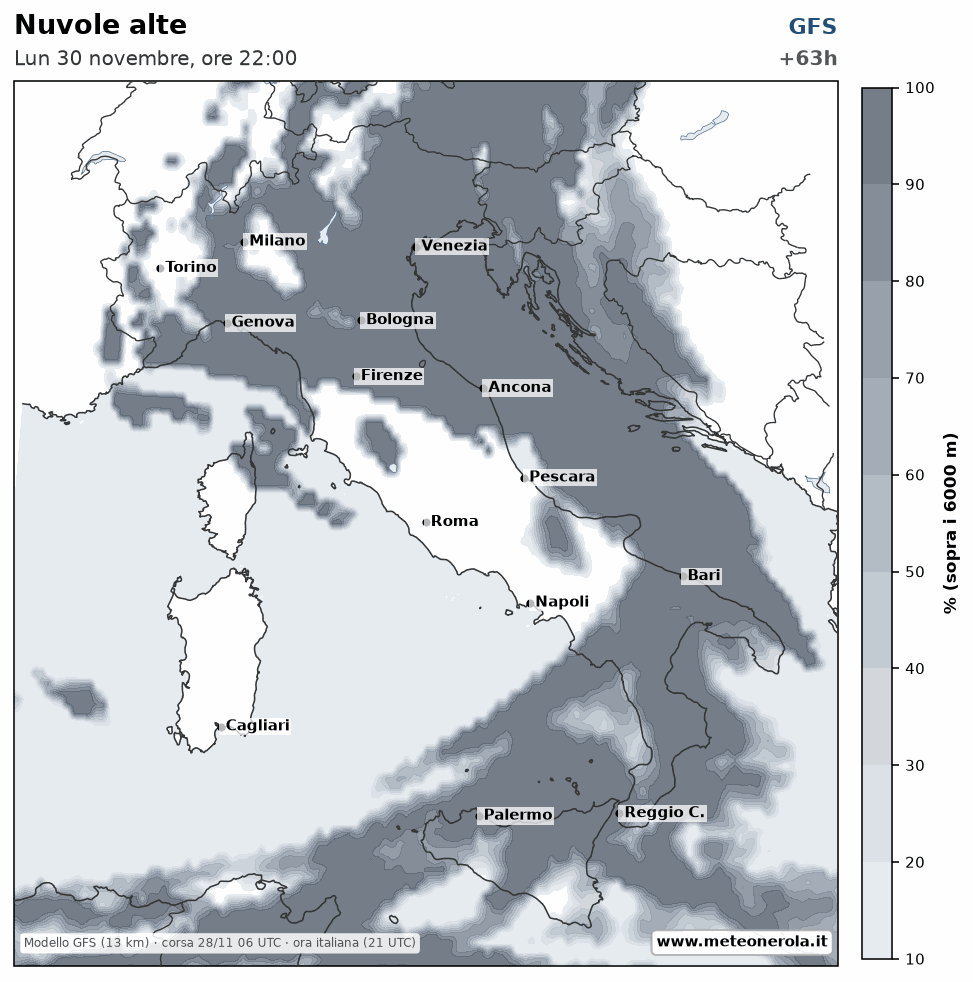 Nuvole alte
GFS
Lun 30 novembre, ore 22:00
+63h
100
90
80
70
60
50
40
30
20
10
% (sopra i 6000 m)
Milano
Venezia
Torino
Genova
Bologna
Firenze
Ancona
Pescara
Roma
Bari
Napoli
Cagliari
Palermo
Reggio C.
Modello GFS (13 km) · corsa 28/11 06 UTC · ora italiana (21 UTC)
www.meteonerola.it